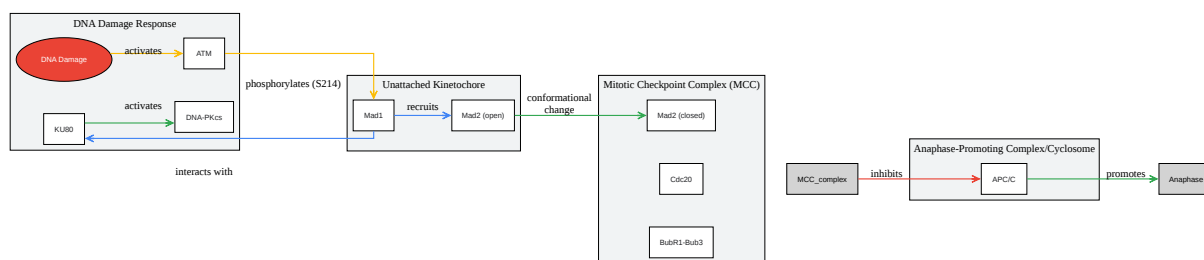 DNA Damage Response
DNA Damage
activates
ATM
phosphorylates (S214)
activates
KU80
DNA-PKcs
interacts with
Unattached Kinetochore
Mad1
recruits
Mad2 (open)
conformational
change
Mitotic Checkpoint Complex (MCC)
Mad2 (closed)
Cdc20
BubR1-Bub3
MCC_complex
inhibits
Anaphase-Promoting Complex/Cyclosome
APC/C
promotes
Anaphase